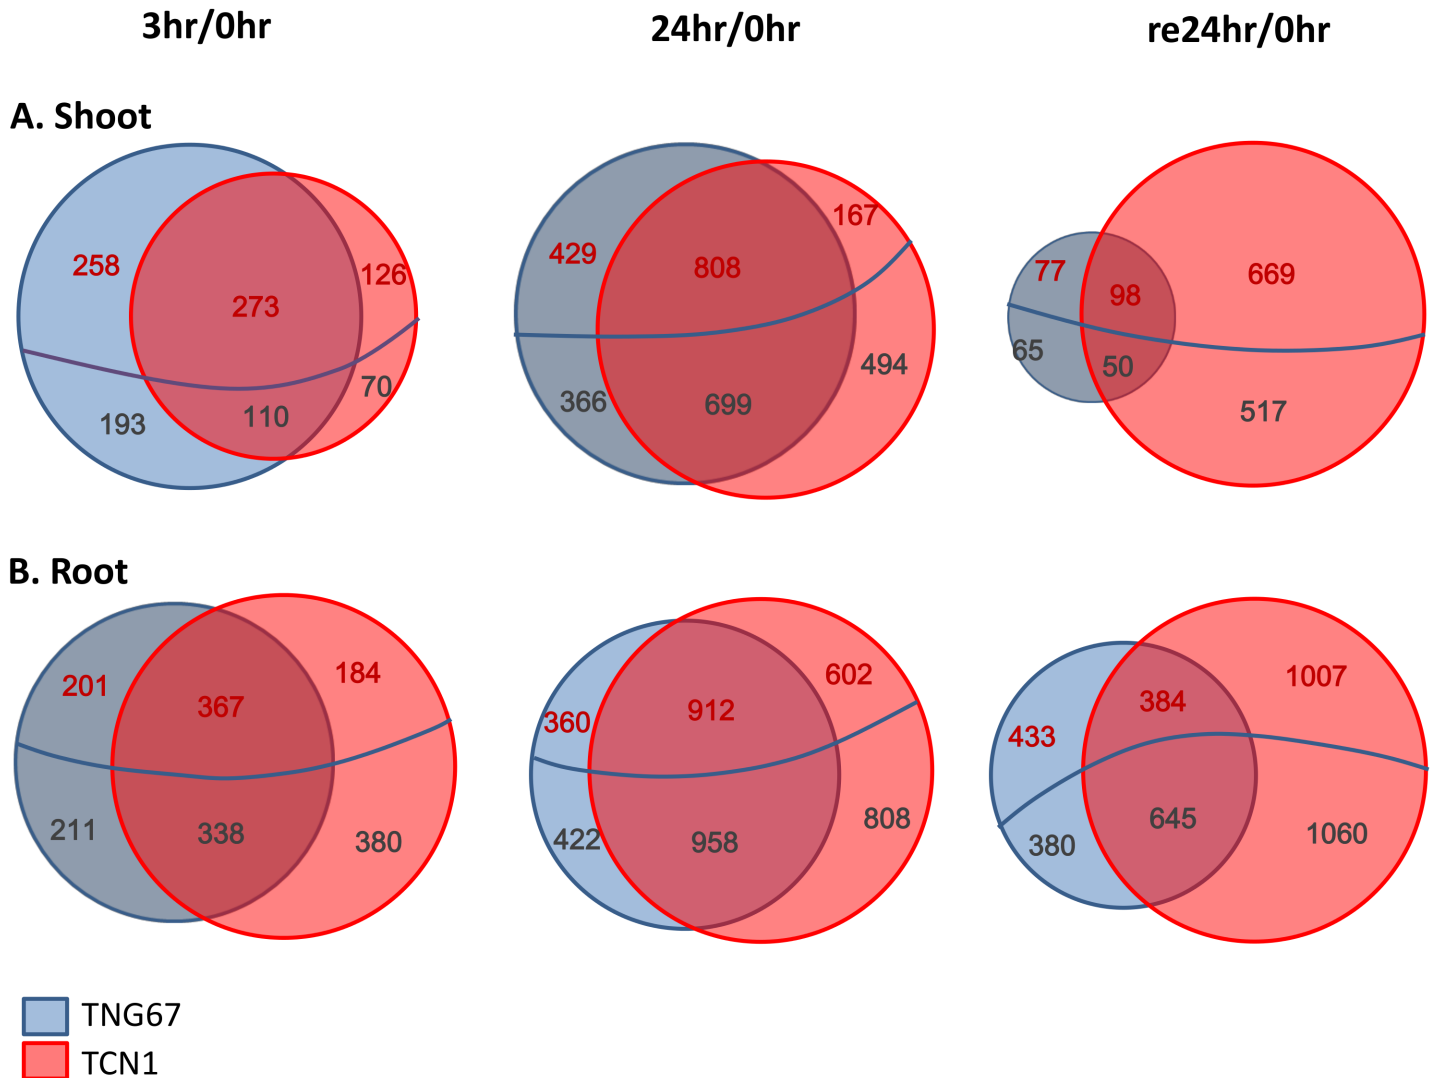 3hr/0hr 24hr/0hr re24hr/0hr
A. Shoot
258 273 126
193 110 70
429 808 167
366 699 494
77 98 669
65 50 517
B. Root
201 367 184
211 338 380
360 912 602
422 958 808
433 384 1007
380 645 1060
TNG67
TCN1